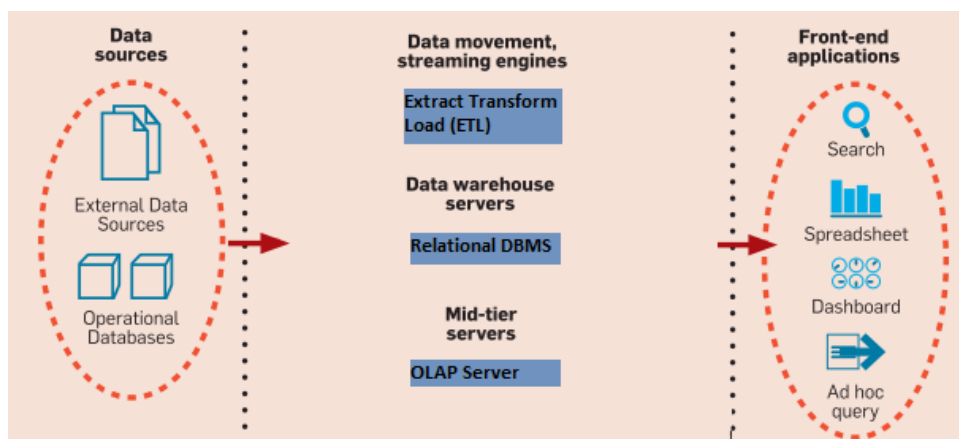 Data
sources
External Data
Sources
Operational
Databases
Data movement,
streaming engines
Extract Transform
Load (ETL)
Data warehouse
servers
Relational DBMS
Mid-tier
servers
OLAP Server
Front-end
applications
Search
Spreadsheet
Dashboard
Ad hoc
query